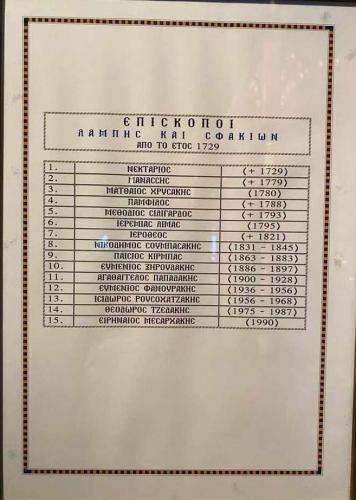 ΕΠΙΣΚΟΠΟΙ
ΛΑΜΠΗΣ ΚΑΙ ΣΦΑΚΙΩΝ
ΑΠΟ ΤΟ ΕΤΟΣ 1729
1. ΝΕΚΤΑΡΙΟΣ (+ 1729)
2. ΜΑΝΑΣΣΗΣ (+ 1779)
3. ΜΑΤΘΑΙΟΣ ΧΡΥΣΑΚΗΣ (1780)
4. ΠΑΜΦΙΛΟΣ (+ 1788)
5. ΜΕΘΟΔΙΟΣ ΣΙΛΙΓΑΡΔΟΣ (+ 1793)
6. ΙΕΡΕΜΙΑΣ ΛΙΜΑΣ (1795)
7. ΙΕΡΟΘΕΟΣ (+ 1821)
8. ΝΙΚΟΔΗΜΟΣ ΣΟΥΜΠΑΣΑΚΗΣ (1831 - 1845)
9. ΠΑΙΣΙΟΣ ΚΙΡΜΠΑΣ (1863 - 1883)
10. ΕΥΜΕΝΙΟΣ ΞΗΡΟΥΔΑΚΗΣ (1886 - 1897)
11. ΑΓΑΘΑΓΓΕΛΟΣ ΠΑΠΑΔΑΚΗΣ (1900 - 1928)
12. ΕΥΜΕΝΙΟΣ ΦΑΝΟΥΡΑΚΗΣ (1936 - 1956)
13. ΙΣΙΔΩΡΟΣ ΡΟΥΣΟΧΑΤΖΑΚΗΣ (1956 - 1968)
14. ΘΕΟΔΩΡΟΣ ΤΖΕΔΑΚΗΣ (1975 - 1987)
15. ΕΙΡΗΝΑΙΟΣ ΜΕΣΑΡΧΑΚΗΣ (1990)